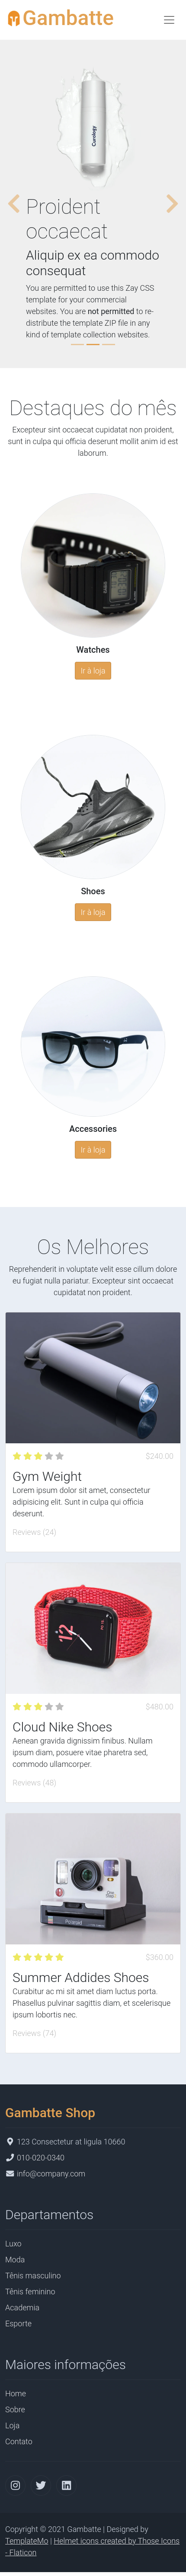 Gambatte
Curology
Proident
occaecat
Aliquip ex ea commodo
consequat
You are permitted to use this Zay CSS
template for your commercial
websites. You are not permitted to re-
distribute the template ZIP file in any
kind of template collection websites.
Destaques do mês
Excepteur sint occaecat cupidatat non proident,
sunt in culpa qui officia deserunt mollit anim id est
laborum.
Watches
Ir à loja
Shoes
Ir à loja
Accessories
Ir à loja
Os Melhores
Reprehenderit in voluptate velit esse cillum dolore
eu fugiat nulla pariatur. Excepteur sint occaecat
cupidatat non proident.
$240.00
Gym Weight
Lorem ipsum dolor sit amet, consectetur
adipisicing elit. Sunt in culpa qui officia
deserunt.
Reviews (24)
$480.00
Cloud Nike Shoes
Aenean gravida dignissim finibus. Nullam
ipsum diam, posuere vitae pharetra sed,
commodo ullamcorper.
Reviews (48)
Polaroid
$360.00
Summer Addides Shoes
Curabitur ac mi sit amet diam luctus porta.
Phasellus pulvinar sagittis diam, et scelerisque
ipsum lobortis nec.
Reviews (74)
Gambatte Shop
123 Consectetur at ligula 10660
010-020-0340
info@company.com
Departamentos
Luxo
Moda
Tênis masculino
Tênis feminino
Academia
Esporte
Maiores informações
Home
Sobre
Loja
Contato
Copyright © 2021 Gambatte | Designed by
TemplateMo | Helmet icons created by Those Icons
- Flaticon